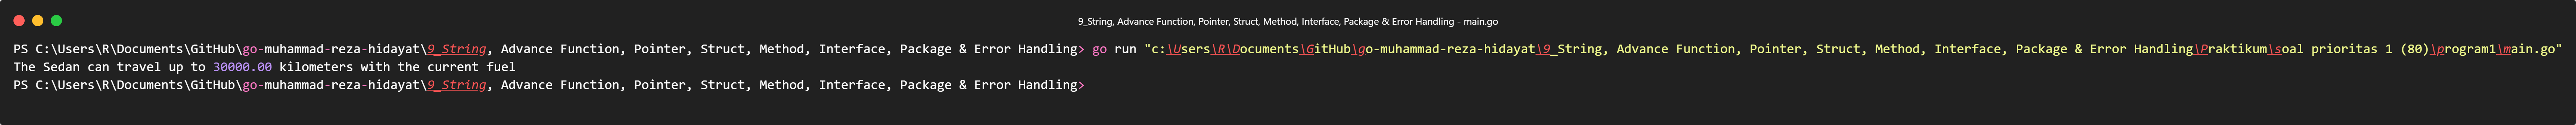 9_String, Advance Function, Pointer, Struct, Method, Interface, Package & Error Handling - main.go
PS C:\Users\R\Documents\GitHub\go-muhammad-reza-hidayat\9_String, Advance Function, Pointer, Struct, Method, Interface, Package & Error Handling> go run "c:\Users\R\Documents\GitHub\go-muhammad-reza-hidayat\9_String, Advance Function, Pointer, Struct, Method, Interface, Package & Error Handling\Praktikum\soal prioritas 1 (80)\program1\main.go"
The Sedan can travel up to 30000.00 kilometers with the current fuel
PS C:\Users\R\Documents\GitHub\go-muhammad-reza-hidayat\9_String, Advance Function, Pointer, Struct, Method, Interface, Package & Error Handling>